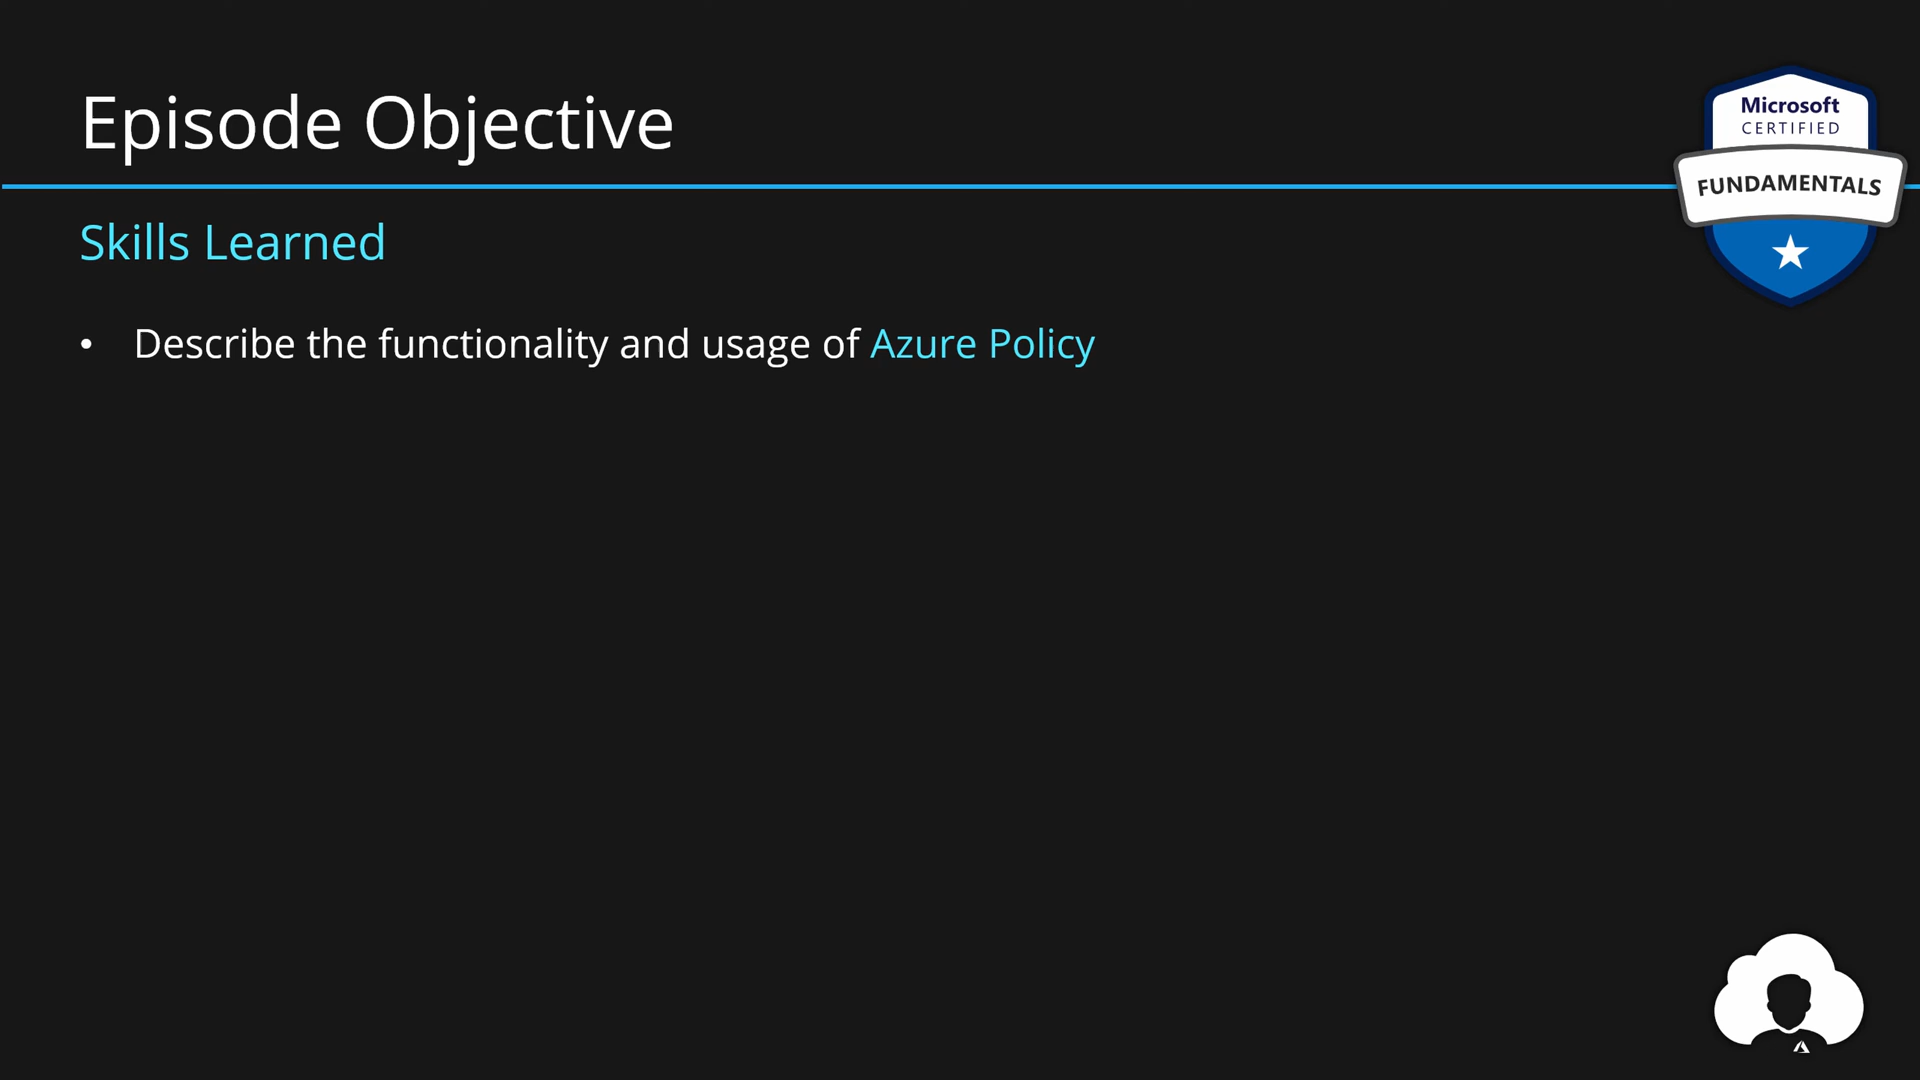 Episode Objective
Microsoft
CERTIFIED
FUNDAMENTALS
Skills Learned
• Describe the functionality and usage of Azure Policy